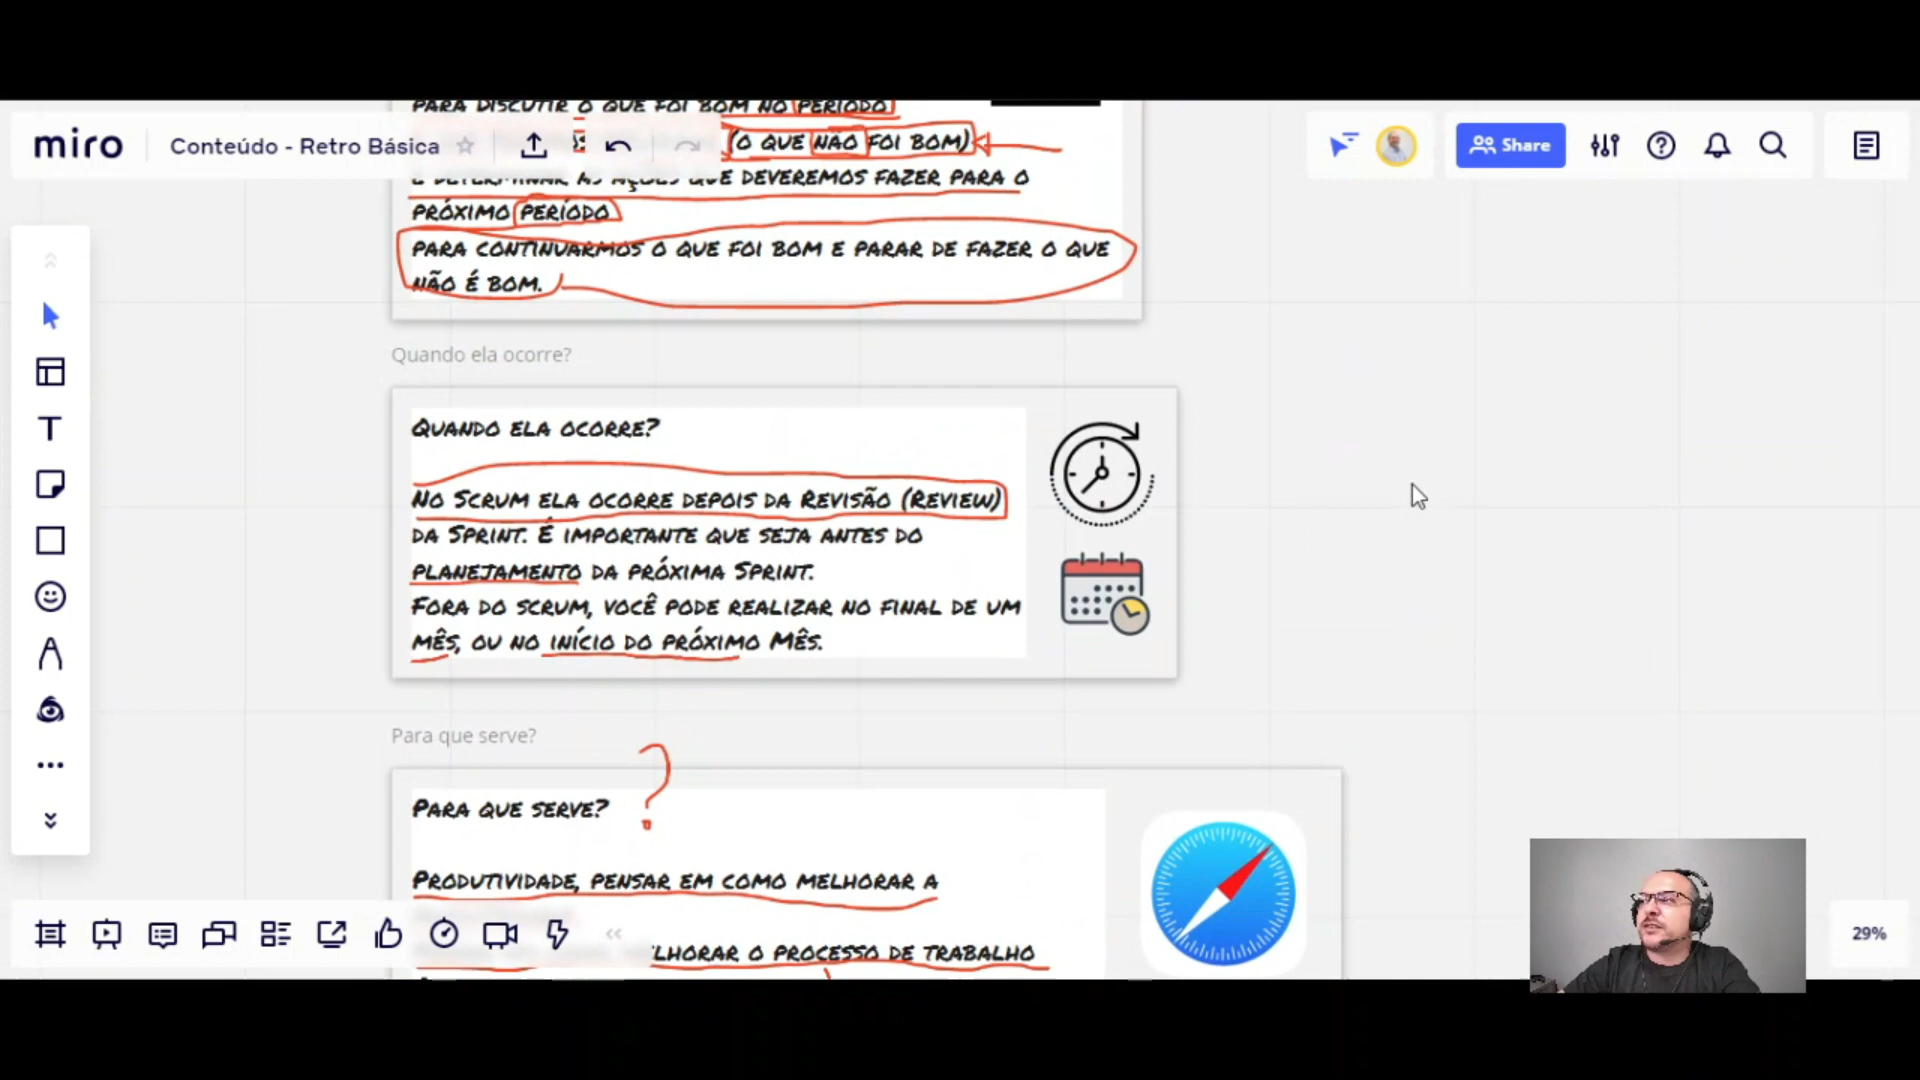 PARA DISCUTIR O QUE FOI BOM NO PERÍODO
miro
Conteúdo - Retro Básica
(O QUE NÃO FOI BOM)
Share
E DETERMINAR AS AÇÕES QUE DEVEREMOS FAZER PARA O
PRÓXIMO PERÍODO
PARA CONTINUARMOS O QUE FOI BOM E PARAR DE FAZER O QUE
NÃO É BOM.
Quando ela ocorre?
QUANDO ELA OCORRE?
NO SCRUM ELA OCORRE DEPOIS DA REVISÃO (REVIEW)
DA SPRINT. É IMPORTANTE QUE SEJA ANTES DO
PLANEJAMENTO DA PRÓXIMA SPRINT.
FORA DO SCRUM, VOCÊ PODE REALIZAR NO FINAL DE UM
MÊS, OU NO INÍCIO DO PRÓXIMO MÊS.
Para que serve?
?
PARA QUE SERVE?
PRODUTIVIDADE, PENSAR EM COMO MELHORAR A
LHORAR O PROCESSO DE TRABALHO
29%